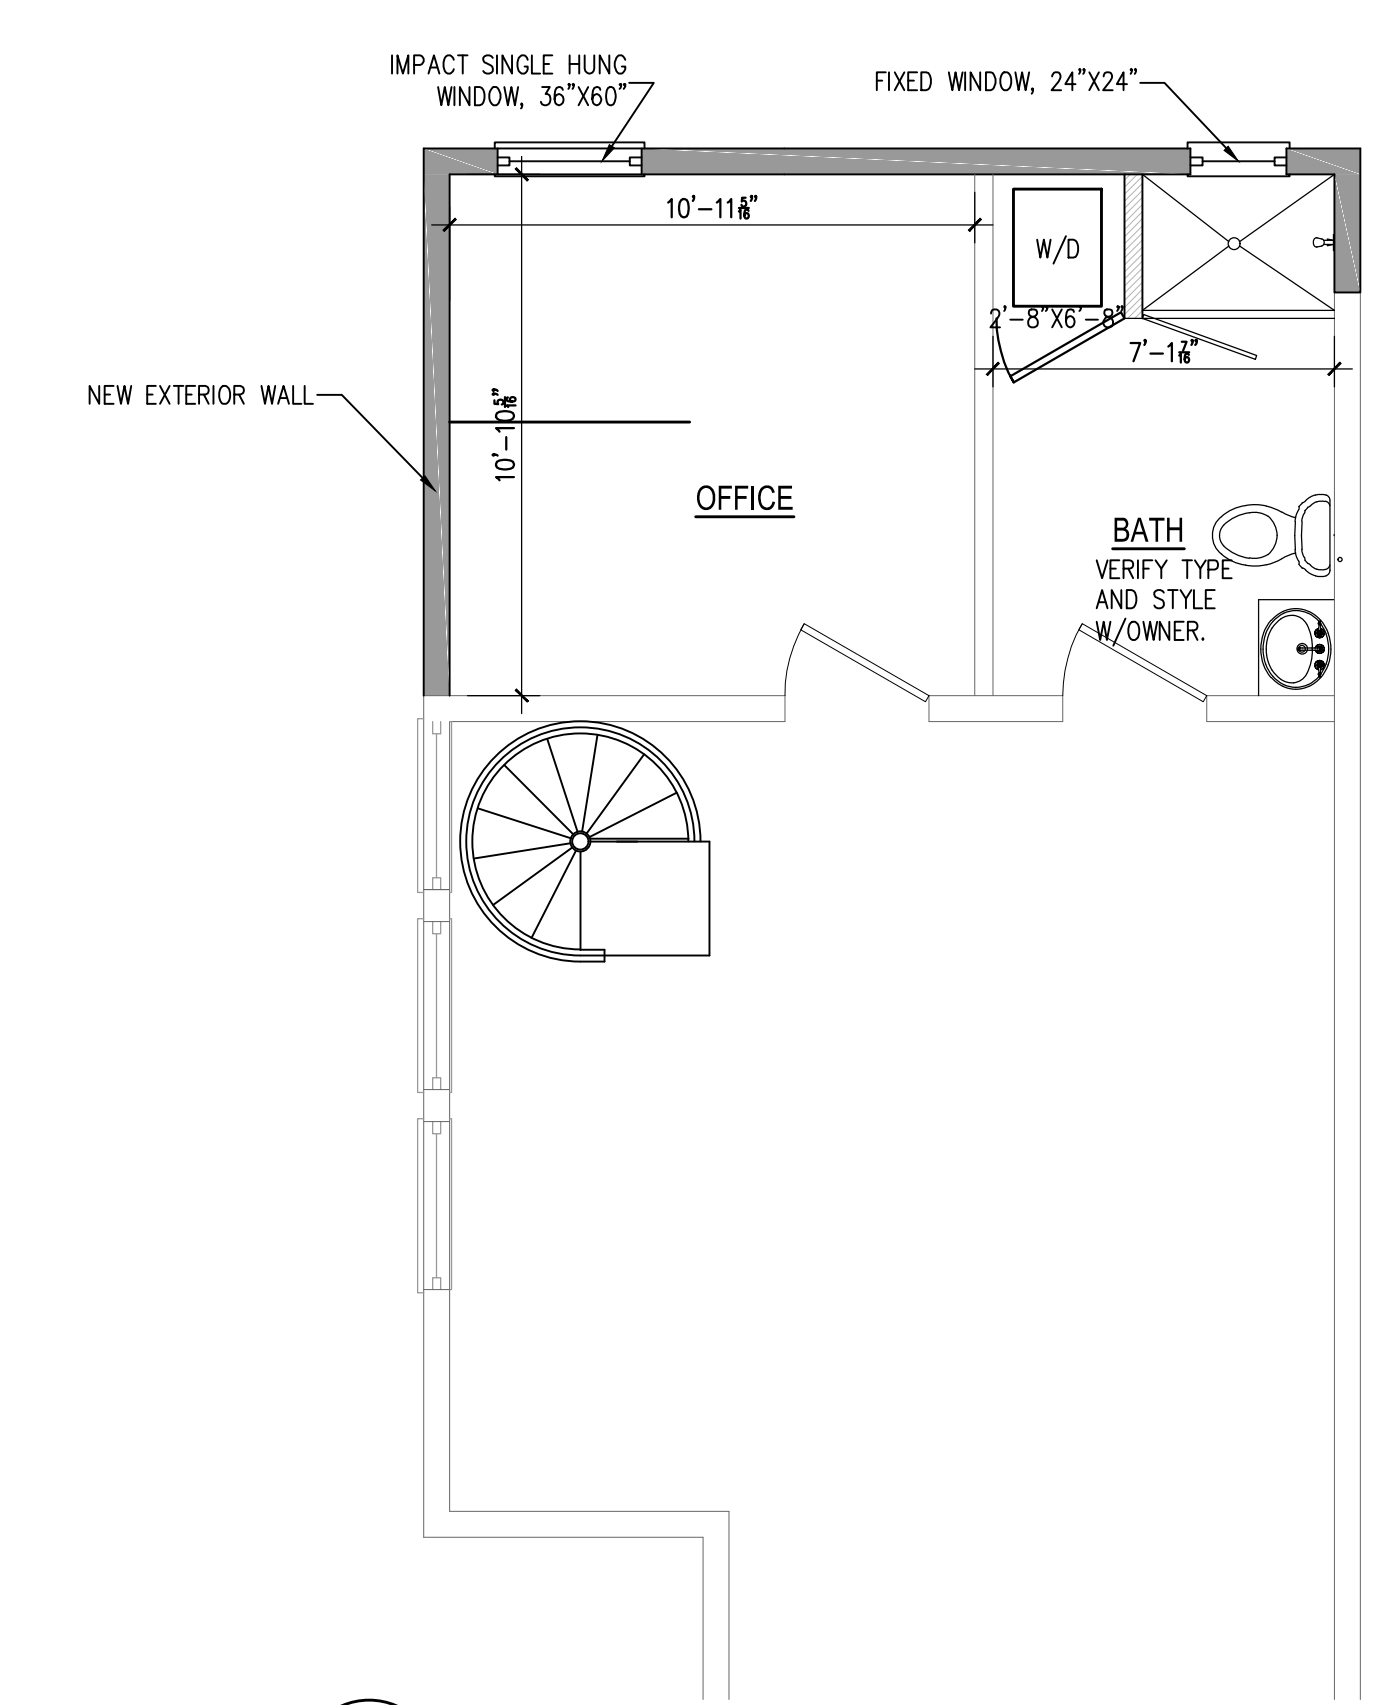 IMPACT SINGLE HUNG
WINDOW, 36"X60"
FIXED WINDOW, 24"X24"
10'-11 5/16"
W/D
2'-8"X6'-8"
7'-1 7/16"
NEW EXTERIOR WALL
10'-10 5/16"
OFFICE
BATH
VERIFY TYPE
AND STYLE
W/OWNER.